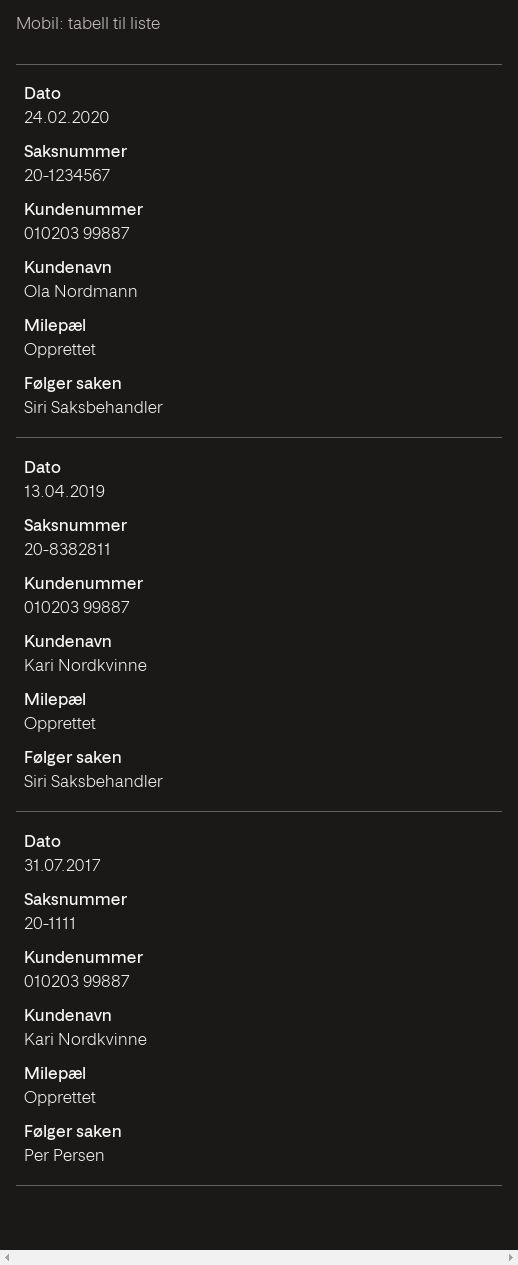 Mobil: tabell til liste
Dato
24.02.2020
Saksnummer
20-1234567
Kundenummer
010203 99887
Kundenavn
Ola Nordmann
Milepæl
Opprettet
Følger saken
Siri Saksbehandler
Dato
13.04.2019
Saksnummer
20-8382811
Kundenummer
010203 99887
Kundenavn
Kari Nordkvinne
Milepæl
Opprettet
Følger saken
Siri Saksbehandler
Dato
31.07.2017
Saksnummer
20-1111
Kundenummer
010203 99887
Kundenavn
Kari Nordkvinne
Milepæl
Opprettet
Følger saken
Per Persen